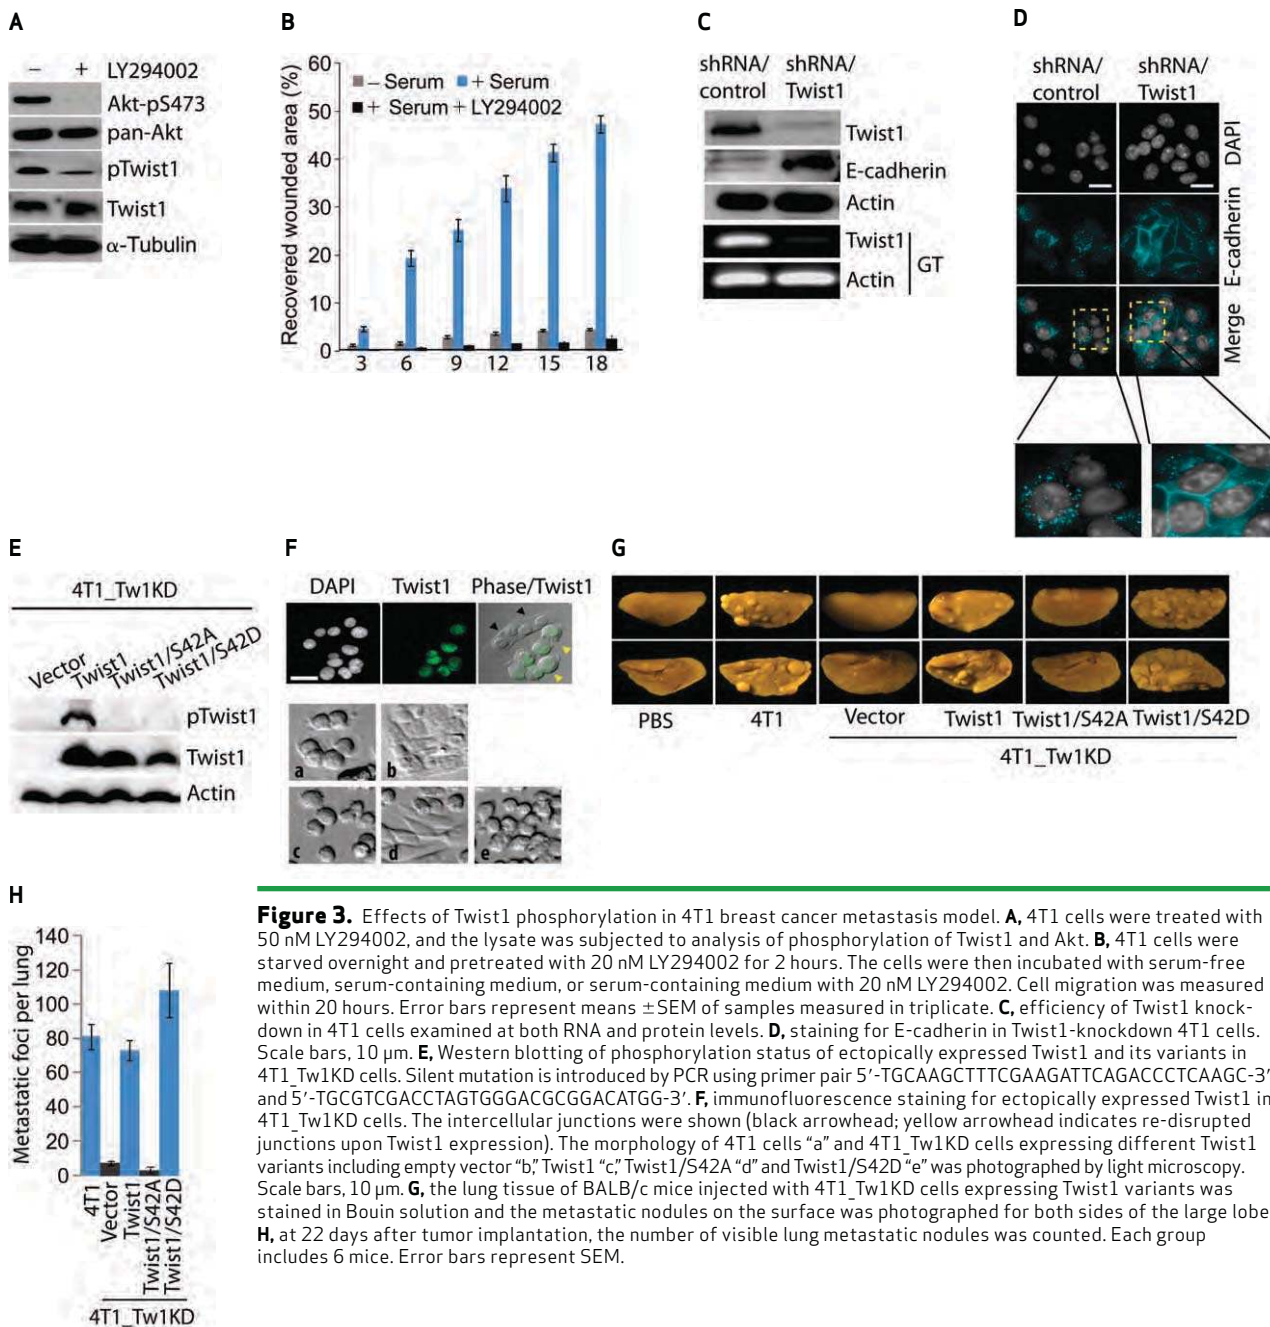 A
− + LY294002
Akt-pS473
pan-Akt
pTwist1
Twist1
α-Tubulin
B
Recovered wounded area (%)
60
50
40
30
20
10
0
− Serum + Serum
+ Serum + LY294002
3 6 9 12 15 18
C
shRNA/ shRNA/
control Twist1
Twist1
E-cadherin
Actin
Twist1
Actin
GT
D
shRNA/ shRNA/
control Twist1
DAPI
E-cadherin
Merge
E
4T1_Tw1KD
Vector
Twist1
Twist1/S42A
Twist1/S42D
pTwist1
Twist1
Actin
F
DAPI Twist1 Phase/Twist1
a b
c d e
G
PBS 4T1 Vector Twist1 Twist1/S42A Twist1/S42D
4T1_Tw1KD
H
Metastatic foci per lung
140
120
100
80
60
40
20
0
4T1
Vector
Twist1
Twist1/S42A
Twist1/S42D
4T1_Tw1KD
Figure 3. Effects of Twist1 phosphorylation in 4T1 breast cancer metastasis model. A, 4T1 cells were treated with
50 nM LY294002, and the lysate was subjected to analysis of phosphorylation of Twist1 and Akt. B, 4T1 cells were
starved overnight and pretreated with 20 nM LY294002 for 2 hours. The cells were then incubated with serum-free
medium, serum-containing medium, or serum-containing medium with 20 nM LY294002. Cell migration was measured
within 20 hours. Error bars represent means ±SEM of samples measured in triplicate. C, efficiency of Twist1 knock-
down in 4T1 cells examined at both RNA and protein levels. D, staining for E-cadherin in Twist1-knockdown 4T1 cells.
Scale bars, 10 μm. E, Western blotting of phosphorylation status of ectopically expressed Twist1 and its variants in
4T1_Tw1KD cells. Silent mutation is introduced by PCR using primer pair 5′-TGCAAGCTTTCGAAGATTCAGACCCTCAAGC-3′
and 5′-TGCGTCGACCTAGTGGGACGCGGACATGG-3′. F, immunofluorescence staining for ectopically expressed Twist1 in
4T1_Tw1KD cells. The intercellular junctions were shown (black arrowhead; yellow arrowhead indicates re-disrupted
junctions upon Twist1 expression). The morphology of 4T1 cells “a” and 4T1_Tw1KD cells expressing different Twist1
variants including empty vector “b,” Twist1 “c,” Twist1/S42A “d” and Twist1/S42D “e” was photographed by light microscopy.
Scale bars, 10 μm. G, the lung tissue of BALB/c mice injected with 4T1_Tw1KD cells expressing Twist1 variants was
stained in Bouin solution and the metastatic nodules on the surface was photographed for both sides of the large lobe
H, at 22 days after tumor implantation, the number of visible lung metastatic nodules was counted. Each group
includes 6 mice. Error bars represent SEM.